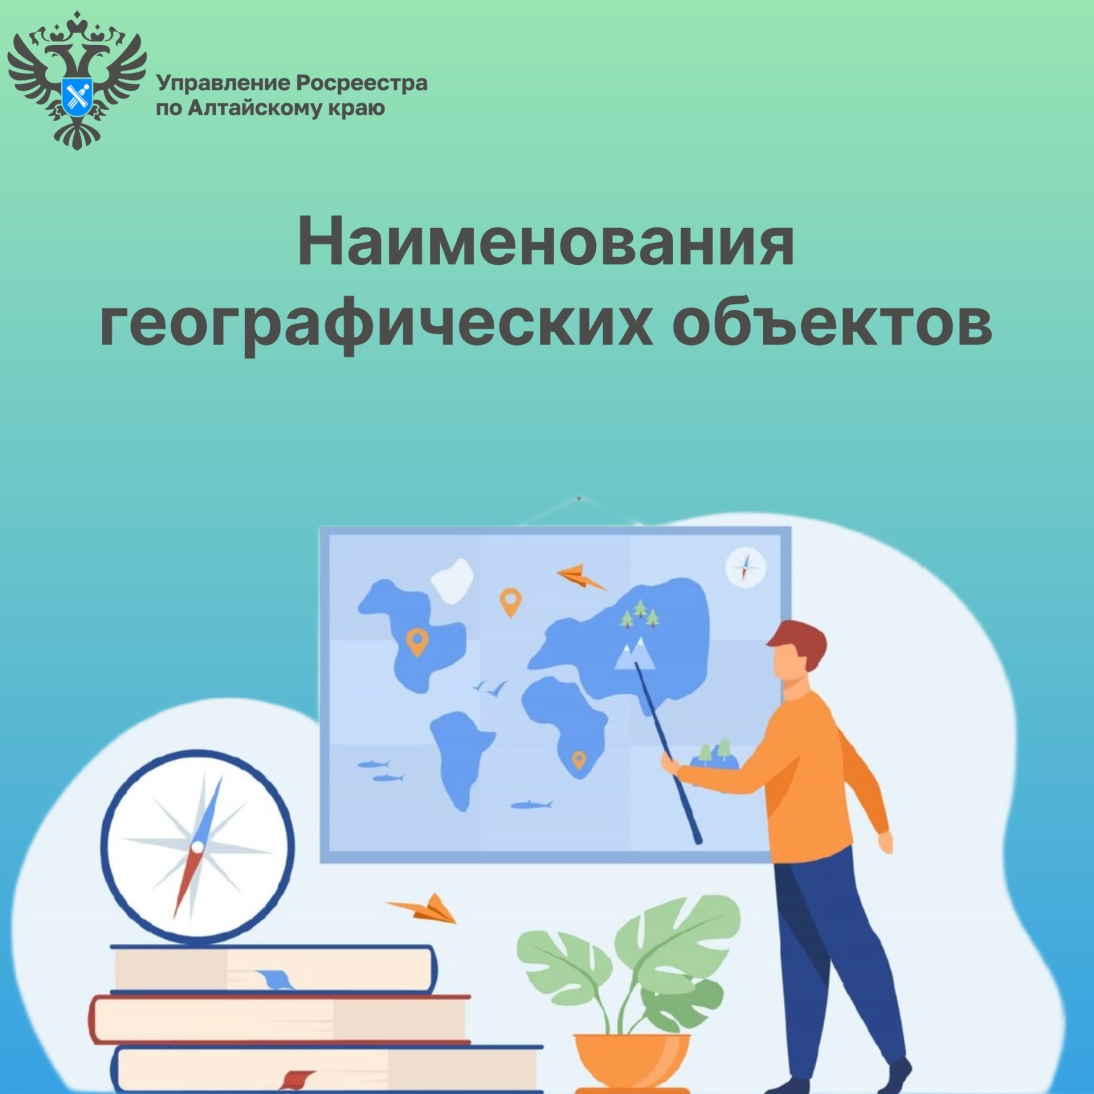 Управление Росреестра
по Алтайскому краю
Наименования
географических объектов